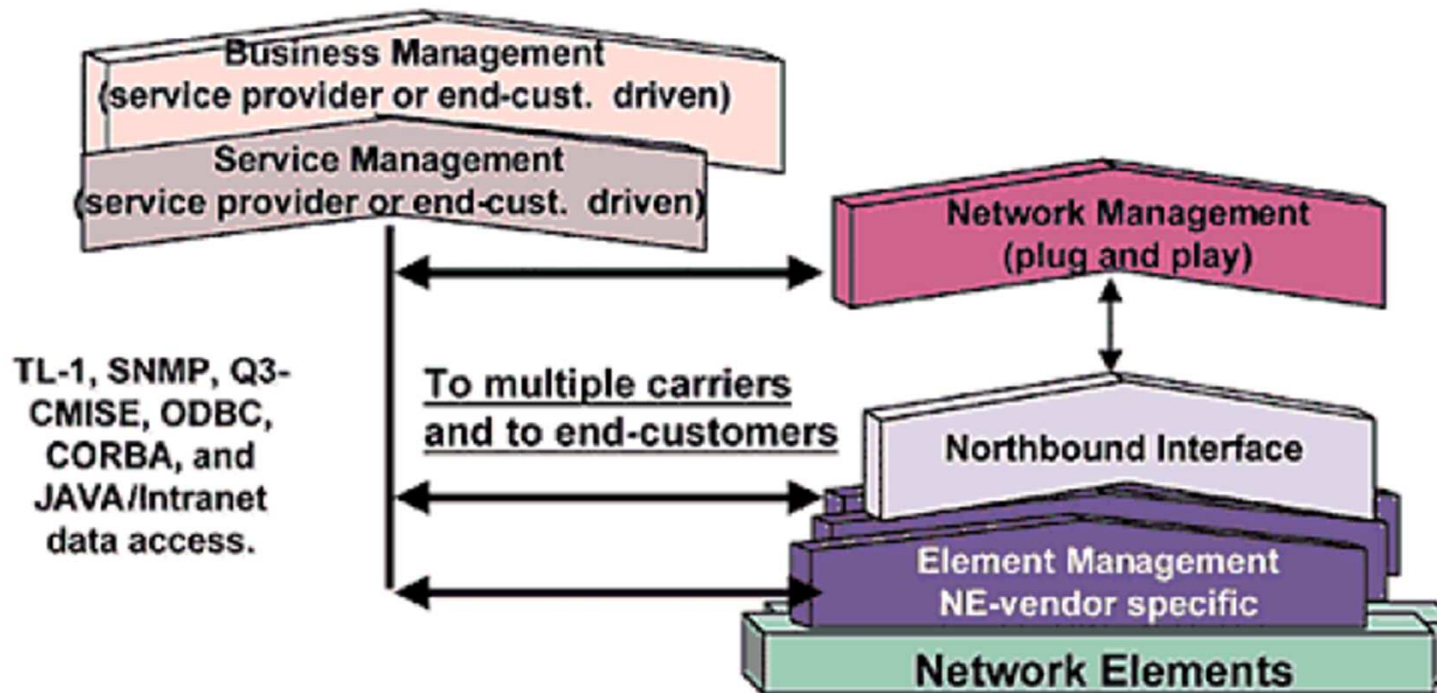 Business Management
(service provider or end-cust. driven)
Service Management
(service provider or end-cust. driven)
Network Management
(plug and play)
TL-1, SNMP, Q3-
CMISE, ODBC,
CORBA, and
JAVA/Intranet
data access.
To multiple carriers
and to end-customers
Northbound Interface
Element Management
NE-vendor specific
Network Elements